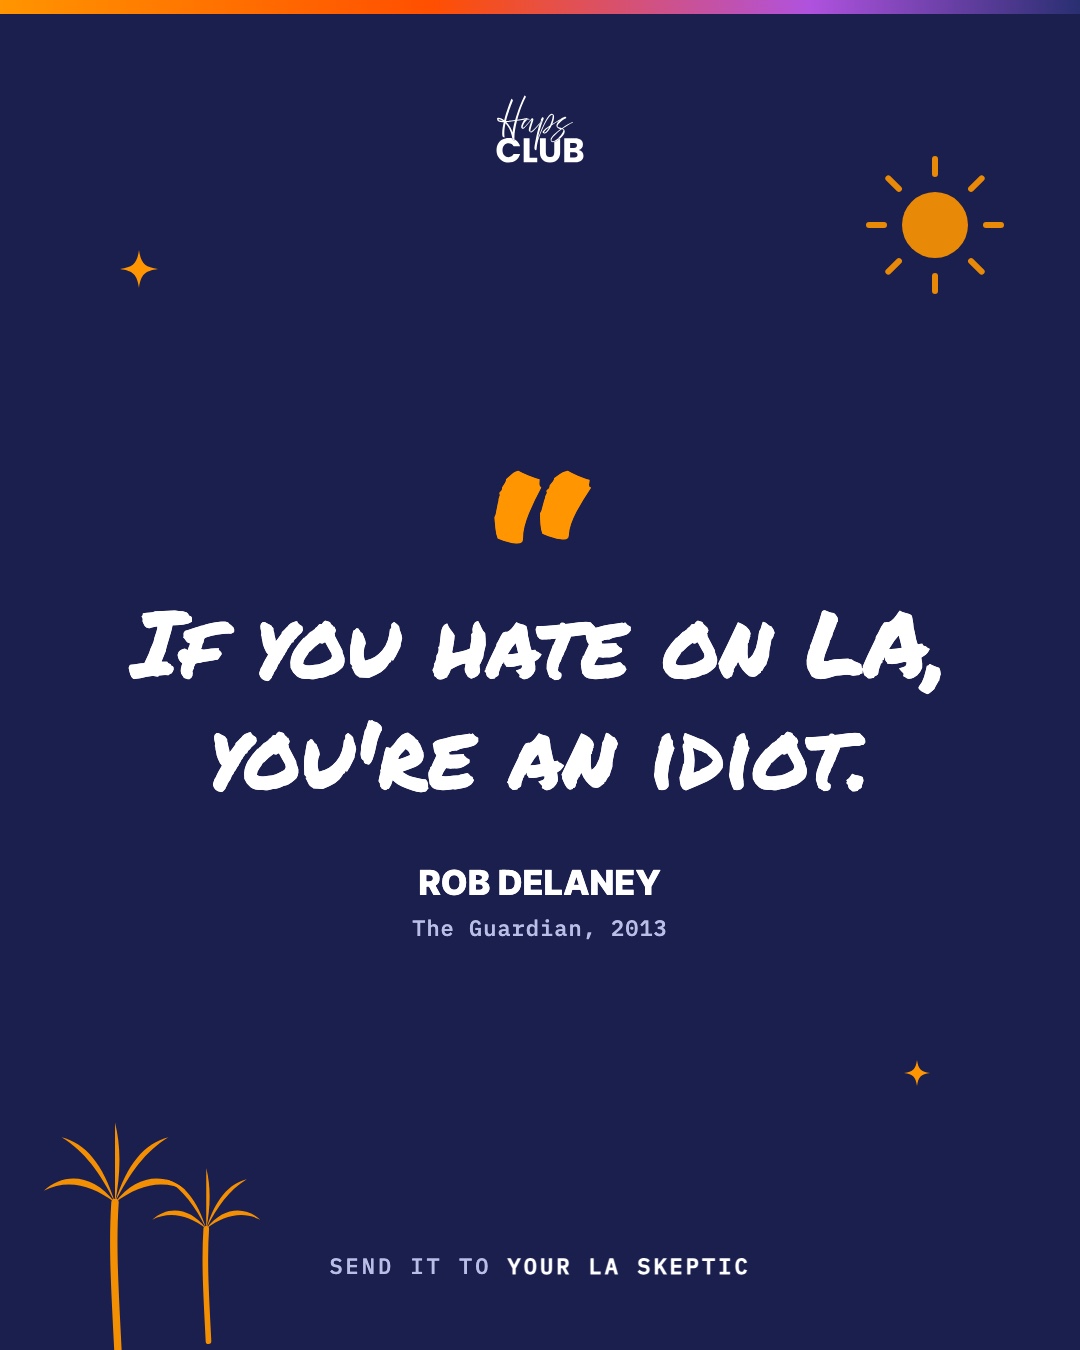 Haps
CLUB
"
If you hate on LA,
you're an idiot.
ROB DELANEY
The Guardian, 2013
SEND IT TO YOUR LA SKEPTIC